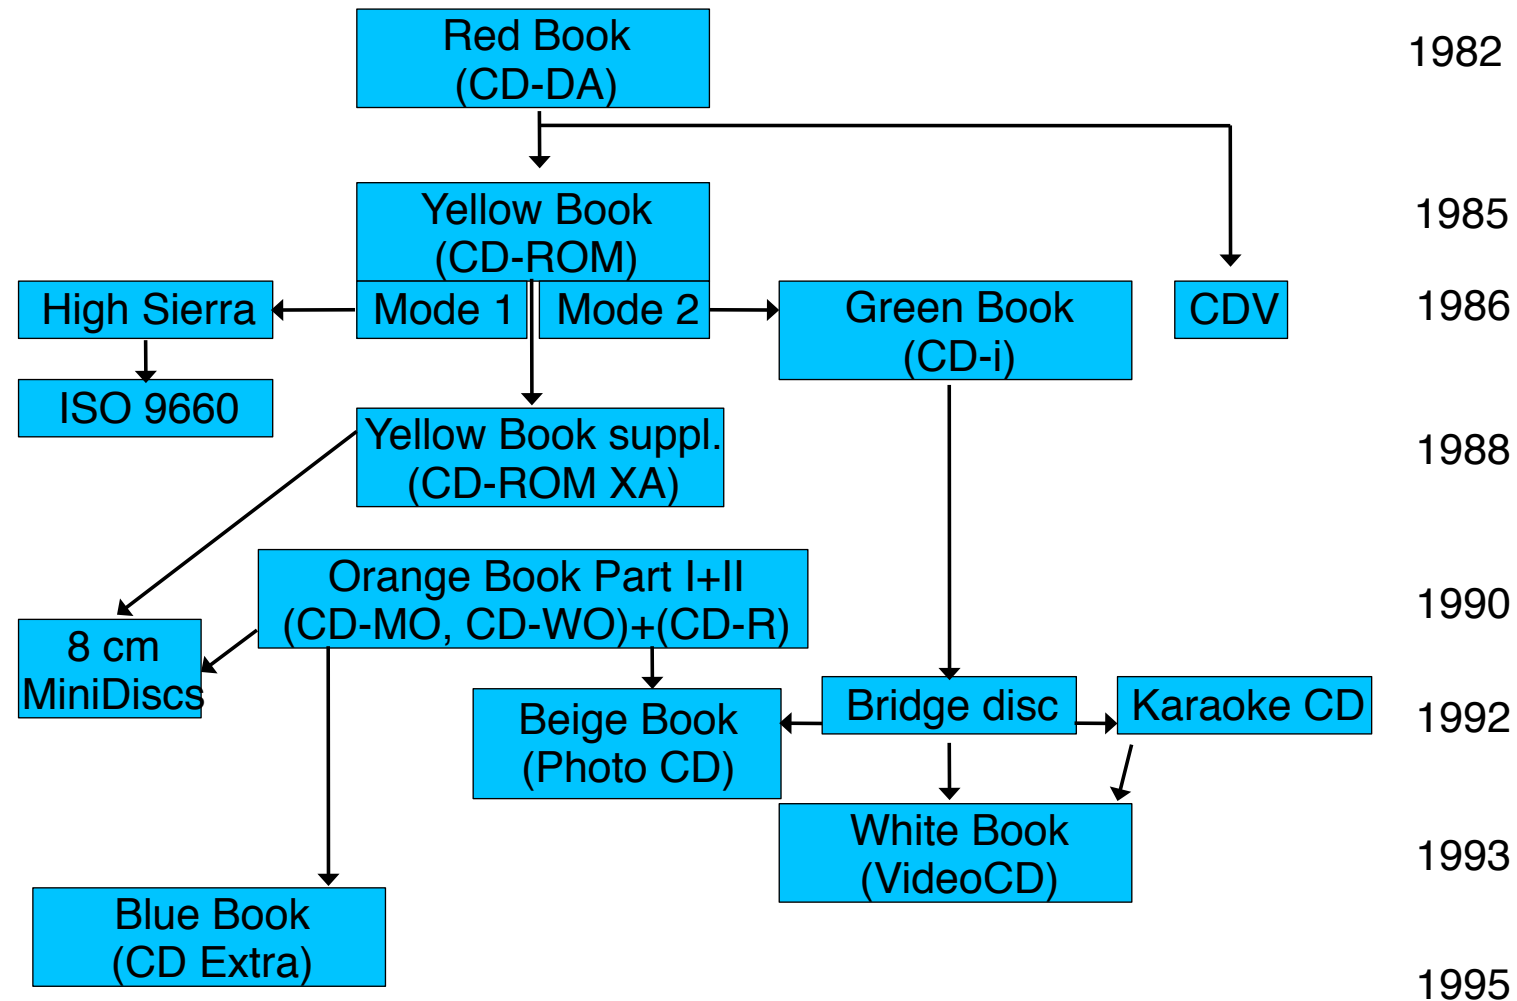 Red Book
(CD-DA)
1982
Yellow Book
(CD-ROM)
1985
High Sierra
Mode 1
Mode 2
Green Book
(CD-i)
CDV
1986
ISO 9660
Yellow Book suppl.
(CD-ROM XA)
1988
Orange Book Part I+II
(CD-MO, CD-WO)+(CD-R)
1990
8 cm
MiniDiscs
Beige Book
(Photo CD)
Bridge disc
Karaoke CD
1992
White Book
(VideoCD)
1993
Blue Book
(CD Extra)
1995